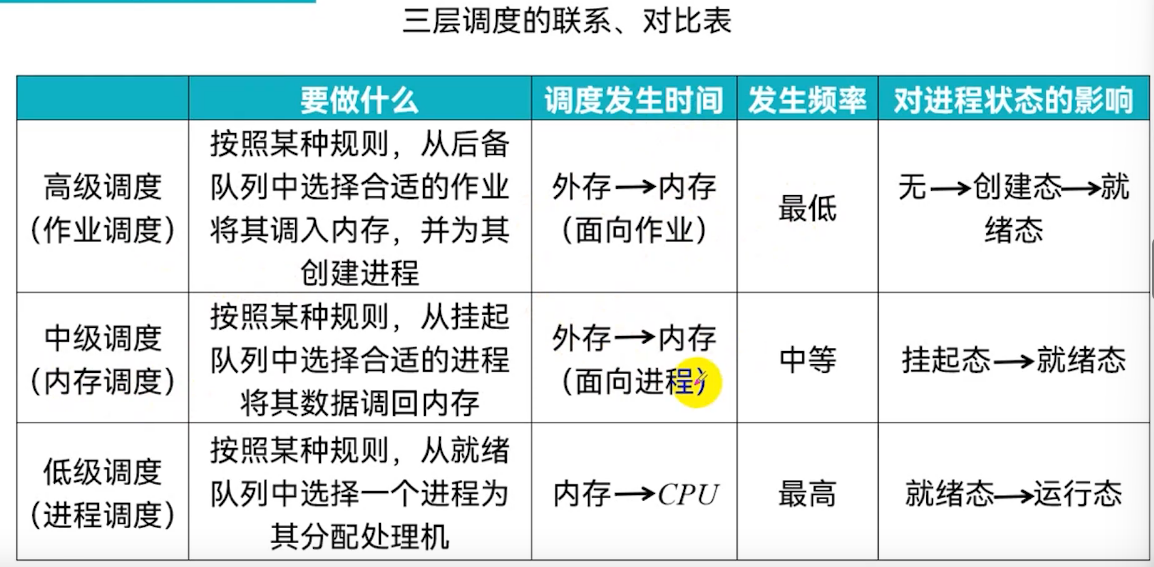 三层调度的联系、对比表
要做什么
调度发生时间
发生频率
对进程状态的影响
高级调度
（作业调度）
按照某种规则，从后备
队列中选择合适的作业
将其调入内存，并为其
创建进程
外存→内存
（面向作业）
最低
无→创建态→就
绪态
中级调度
（内存调度）
按照某种规则，从挂起
队列中选择合适的进程
将其数据调回内存
外存→内存
（面向进程）
中等
挂起态→就绪态
低级调度
（进程调度）
按照某种规则，从就绪
队列中选择一个进程为
其分配处理机
内存→CPU
最高
就绪态→运行态